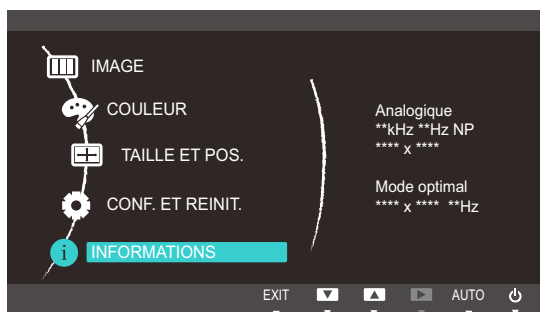 IMAGE
COULEUR
TAILLE ET POS.
CONF. ET REINIT.
INFORMATIONS
Analogique
**kHz **Hz NP
**** x ****
Mode optimal
**** x **** **Hz
EXIT AUTO